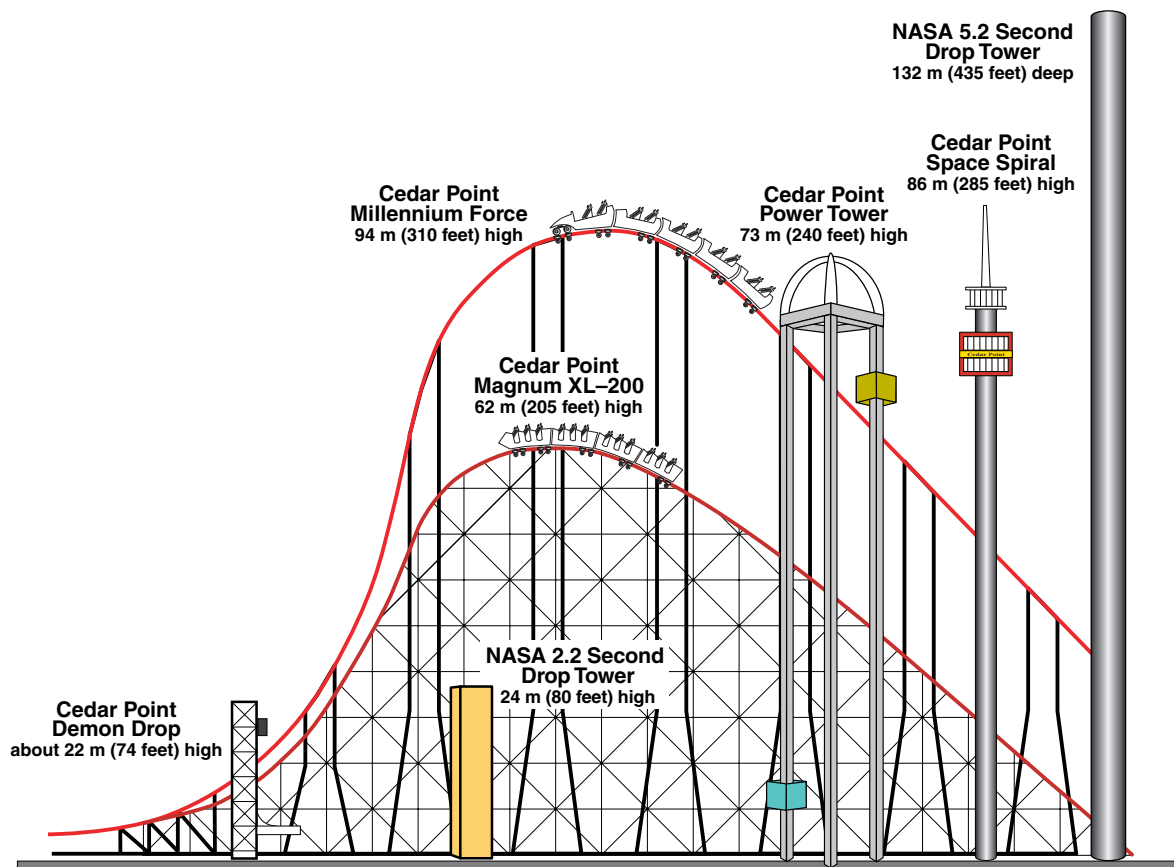 NASA 5.2 Second
Drop Tower
132 m (435 feet) deep
Cedar Point
Space Spiral
86 m (285 feet) high
Cedar Point
Millennium Force
94 m (310 feet) high
Cedar Point
Power Tower
73 m (240 feet) high
Cedar Point
Cedar Point
Magnum XL–200
62 m (205 feet) high
NASA 2.2 Second
Drop Tower
24 m (80 feet) high
Cedar Point
Demon Drop
about 22 m (74 feet) high